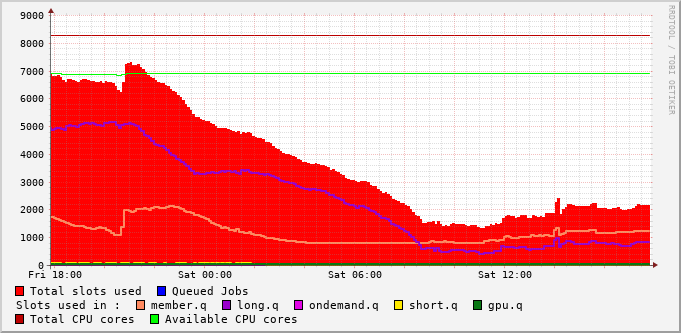 9000
8000
7000
6000
5000
4000
3000
2000
1000
0
Fri 18:00 Sat 00:00 Sat 06:00 Sat 12:00
RRDTOOL / TOBI OETIKER
Total slots used Queued Jobs
Slots used in : member.q long.q ondemand.q short.q gpu.q
Total CPU cores Available CPU cores